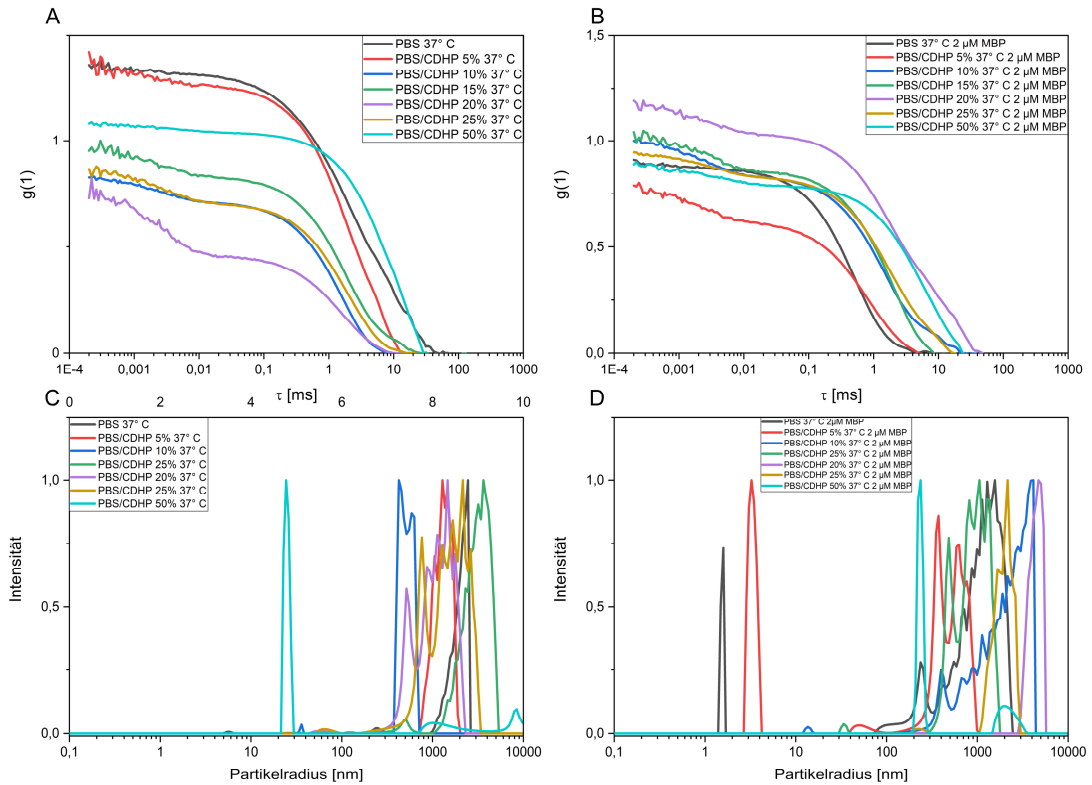 A
g(1)
1
0
1E-4
0,001
0,01
0,1
1
10
100
1000
τ [ms]
PBS 37° C
PBS/CDHP 5% 37° C
PBS/CDHP 10% 37° C
PBS/CDHP 15% 37° C
PBS/CDHP 20% 37° C
PBS/CDHP 25% 37° C
PBS/CDHP 50% 37° C
B
g(1)
1,5
1,0
0,5
0,0
1E-4
0,001
0,01
0,1
1
10
100
1000
τ [ms]
PBS 37° C 2 µM MBP
PBS/CDHP 5% 37° C 2 µM MBP
PBS/CDHP 10% 37° C 2 µM MBP
PBS/CDHP 15% 37° C 2 µM MBP
PBS/CDHP 20% 37° C 2 µM MBP
PBS/CDHP 25% 37° C 2 µM MBP
PBS/CDHP 50% 37° C 2 µM MBP
C
0
2
4
6
8
10
Intensität
1,0
0,5
0,0
0,1
1
10
100
1000
10000
Partikelradius [nm]
PBS 37° C
PBS/CDHP 5% 37° C
PBS/CDHP 10% 37° C
PBS/CDHP 25% 37° C
PBS/CDHP 20% 37° C
PBS/CDHP 25% 37° C
PBS/CDHP 50% 37° C
D
Intensität
1,0
0,5
0,0
0,1
1
10
100
1000
10000
Partikelradius [nm]
PBS 37° C 2µM MBP
PBS/CDHP 5% 37° C 2 µM MBP
PBS/CDHP 10% 37° C 2 µM MBP
PBS/CDHP 25% 37° C 2 µM MBP
PBS/CDHP 20% 37° C 2 µM MBP
PBS/CDHP 25% 37° C 2 µM MBP
PBS/CDHP 50% 37° C 2 µM MBP